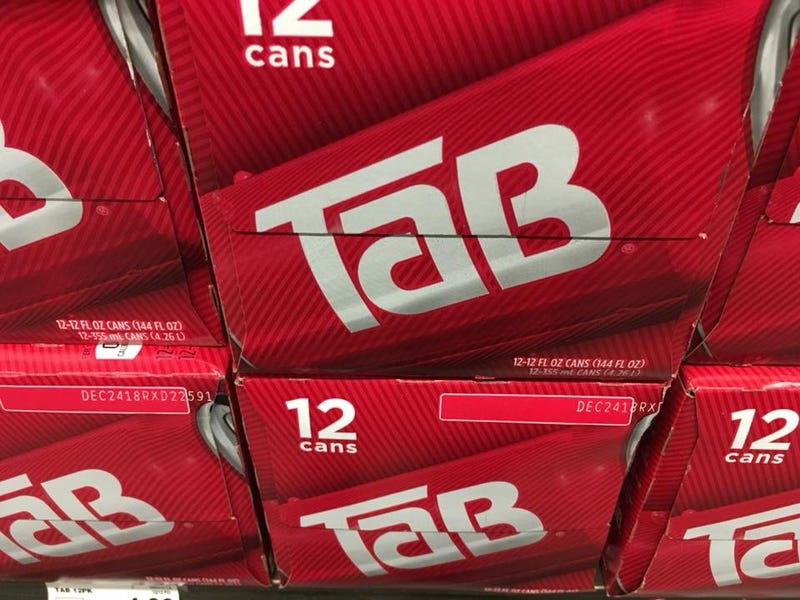 12
cans
TaB
B
12-12 FL OZ CANS (144 FL OZ)
12-355 mL CANS (4.26 L)
12-12 FL OZ CANS (144 FL OZ)
12-355 mL CANS (4.26 L)
DEC2418RXD22591
12
cans
DEC2418RX
12
cans
TaB
TaB
TaB
TAB 12PK